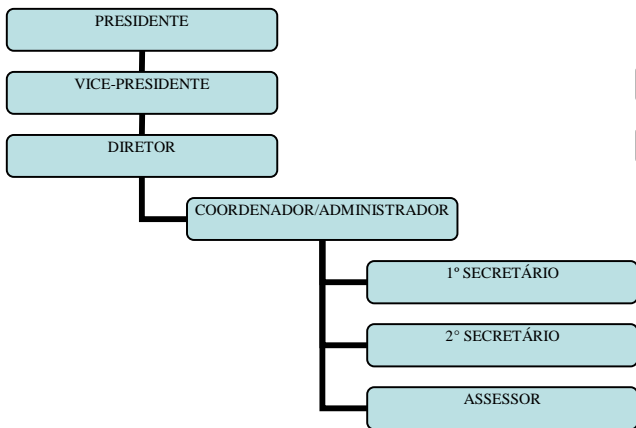 PRESIDENTE
VICE-PRESIDENTE
DIRETOR
COORDENADOR/ADMINISTRADOR
1º SECRETÁRIO
2° SECRETÁRIO
ASSESSOR